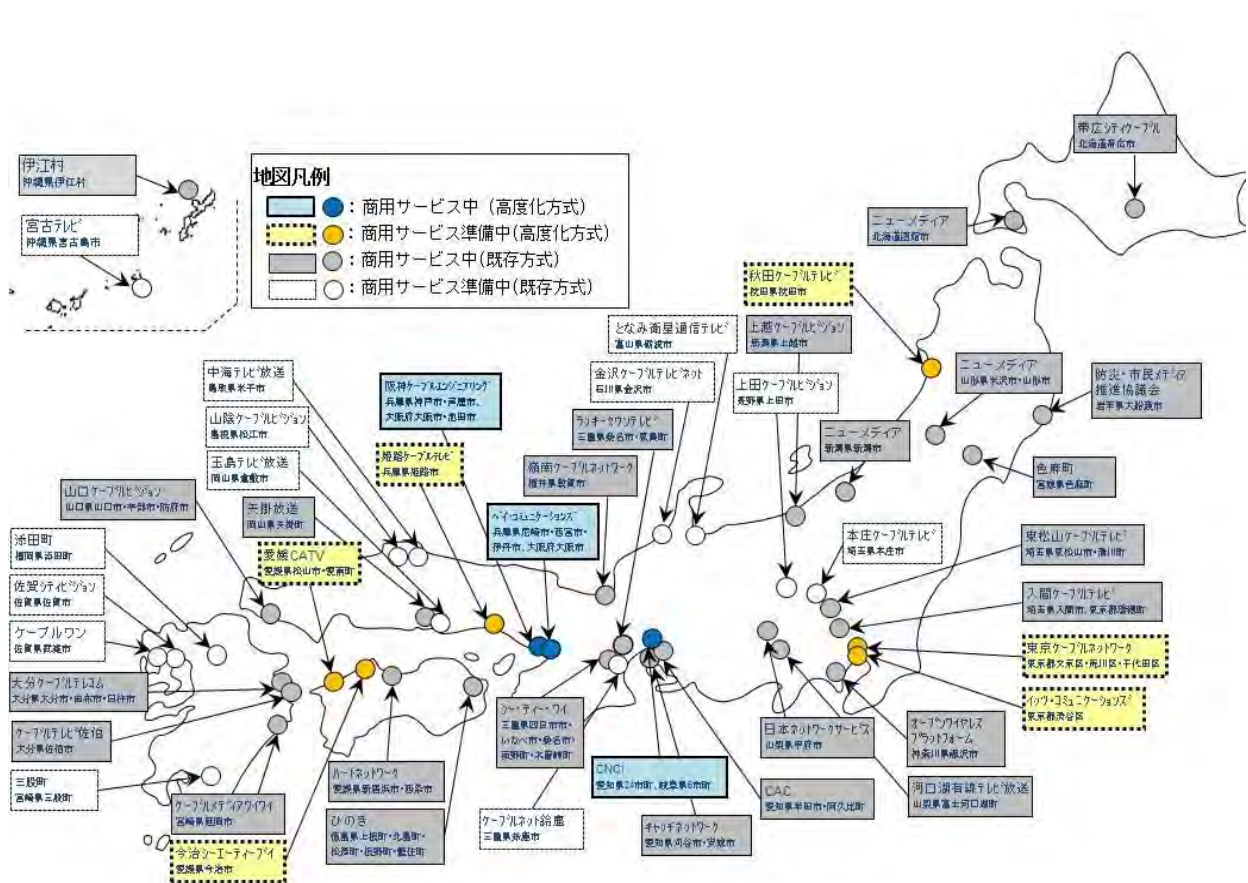 伊江村
沖縄県伊江村
宮古テレビ
沖縄県宮古島市
地図凡例
：商用サービス中（高度化方式）
：商用サービス準備中(高度化方式)
：商用サービス中(既存方式)
：商用サービス準備中(既存方式)
帯広シティケーブル
北海道帯広市
ニューメディア
北海道函館市
秋田ケーブルテレビ
秋田県秋田市
となみ衛星通信テレビ
富山県砺波市
上越ケーブルビジョン
新潟県上越市
金沢ケーブルテレビネット
石川県金沢市
上田ケーブルビジョン
長野県上田市
ニューメディア
山形県米沢市・山形市
防災・市民メディア
推進協議会
岩手県大船渡市
中海テレビ放送
鳥取県米子市
阪神ケーブルエンジニアリング
兵庫県神戸市・芦屋市、
大阪府大阪市・池田市
山陰ケーブルビジョン
島根県松江市
ラッキータウンテレビ
三重県桑名市・東員町
ニューメディア
新潟県新潟市
姫路ケーブルテレビ
兵庫県姫路市
嶺南ケーブルネットワーク
福井県敦賀市
玉島テレビ放送
岡山県倉敷市
色麻町
宮城県色麻町
山口ケーブルビジョン
山口県山口市・宇部市・防府市
矢掛放送
岡山県矢掛町
ベイ・コミュニケーションズ
兵庫県尼崎市・西宮市・
伊丹市、大阪府大阪市
本庄ケーブルテレビ
埼玉県本庄市
東松山ケーブルテレビ
埼玉県東松山市・滑川町
添田町
福岡県添田町
愛媛CATV
愛媛県松山市・愛南町
佐賀シティビジョン
佐賀県佐賀市
入間ケーブルテレビ
埼玉県入間市、東京都瑞穂町
ケーブルワン
佐賀県武雄市
東京ケーブルネットワーク
東京都文京区・荒川区・千代田区
大分ケーブルテレコム
大分県大分市・由布市・臼杵市
イッツ・コミュニケーションズ
東京都渋谷区
シー・ティー・ワイ
三重県四日市市・
いなべ市・桑名市・
菰野町・木曽岬町
日本ネットワークサービス
山梨県甲府市
オープンワイヤレス
プラットフォーム
神奈川県藤沢市
ケーブルテレビ佐伯
大分県佐伯市
三股町
宮崎県三股町
ハートネットワーク
愛媛県新居浜市・西条市
CNCI
愛知県24市町、岐阜県6市町
CAC
愛知県半田市・阿久比町
河口湖有線テレビ放送
山梨県富士河口湖町
ケーブルメディアワイワイ
宮崎県延岡市
ひのき
徳島県上板町・北島町・
松茂町・板野町・藍住町
ケーブルネット鈴鹿
三重県鈴鹿市
キャッチネットワーク
愛知県刈谷市・安城市
今治シーエーティーブイ
愛媛県今治市